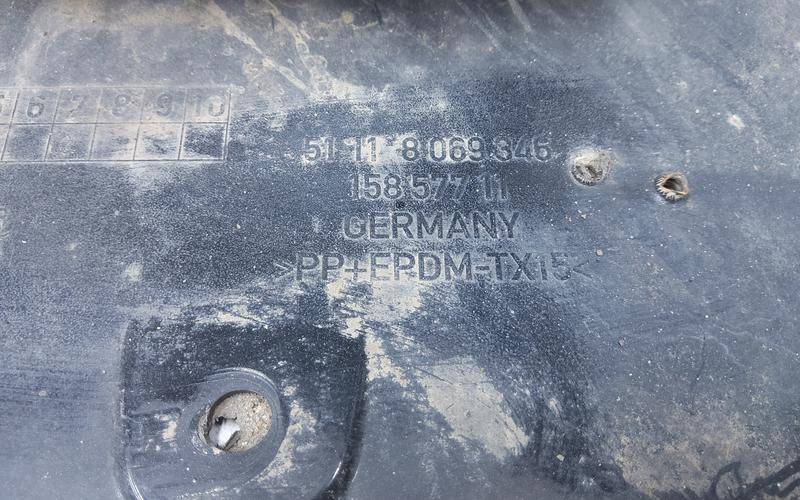 6 7 8 9 10
51 11 8 069 346
158 577 11
GERMANY
>PP+EPDM-TX15<